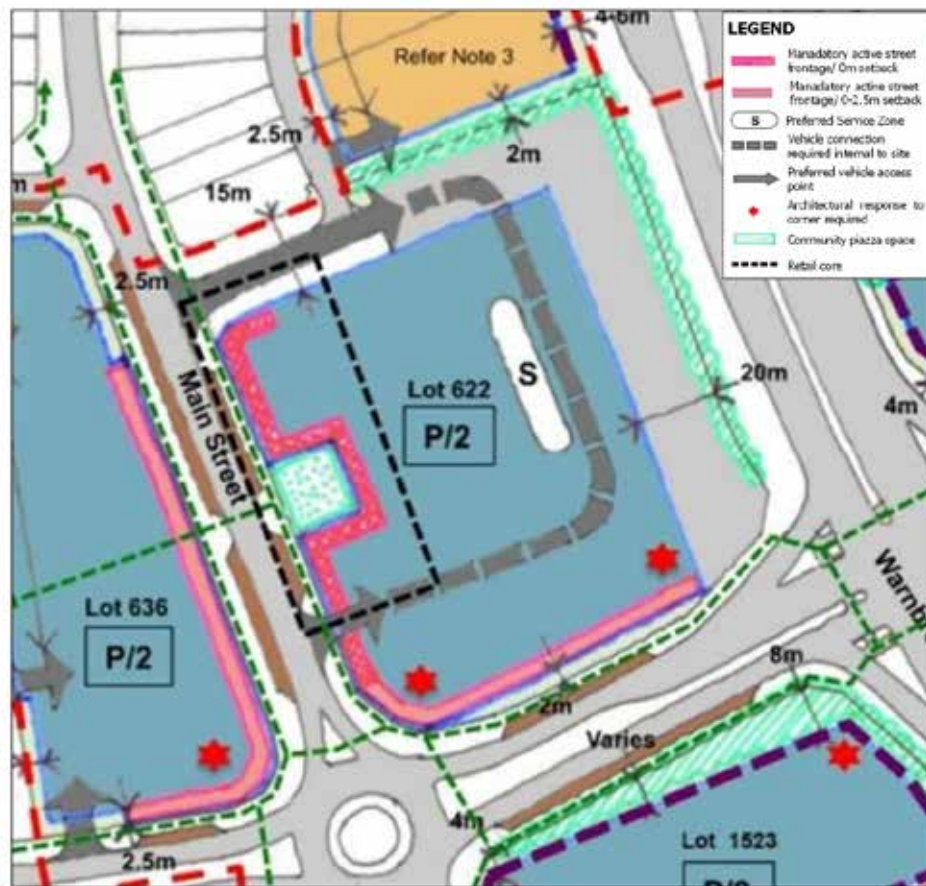 4-6m
Refer Note 3
2.5m
2m
15m
m
2.5m
Main Street
Lot 622
P/2
S
20m
4m
Lot 636
P/2
Warnb
8m
2m
Varies
4m
2.5m
Lot 1523
P/2
LEGEND
Manadatory active street
frontage/ 0m setback
Manadatory active street
frontage/ 0-2.5m setback
S Preferred Service Zone
Vehicle connection
required internal to site
Preferred vehicle access
point
Architectural response to
corner required
Community piazza space
Retail core